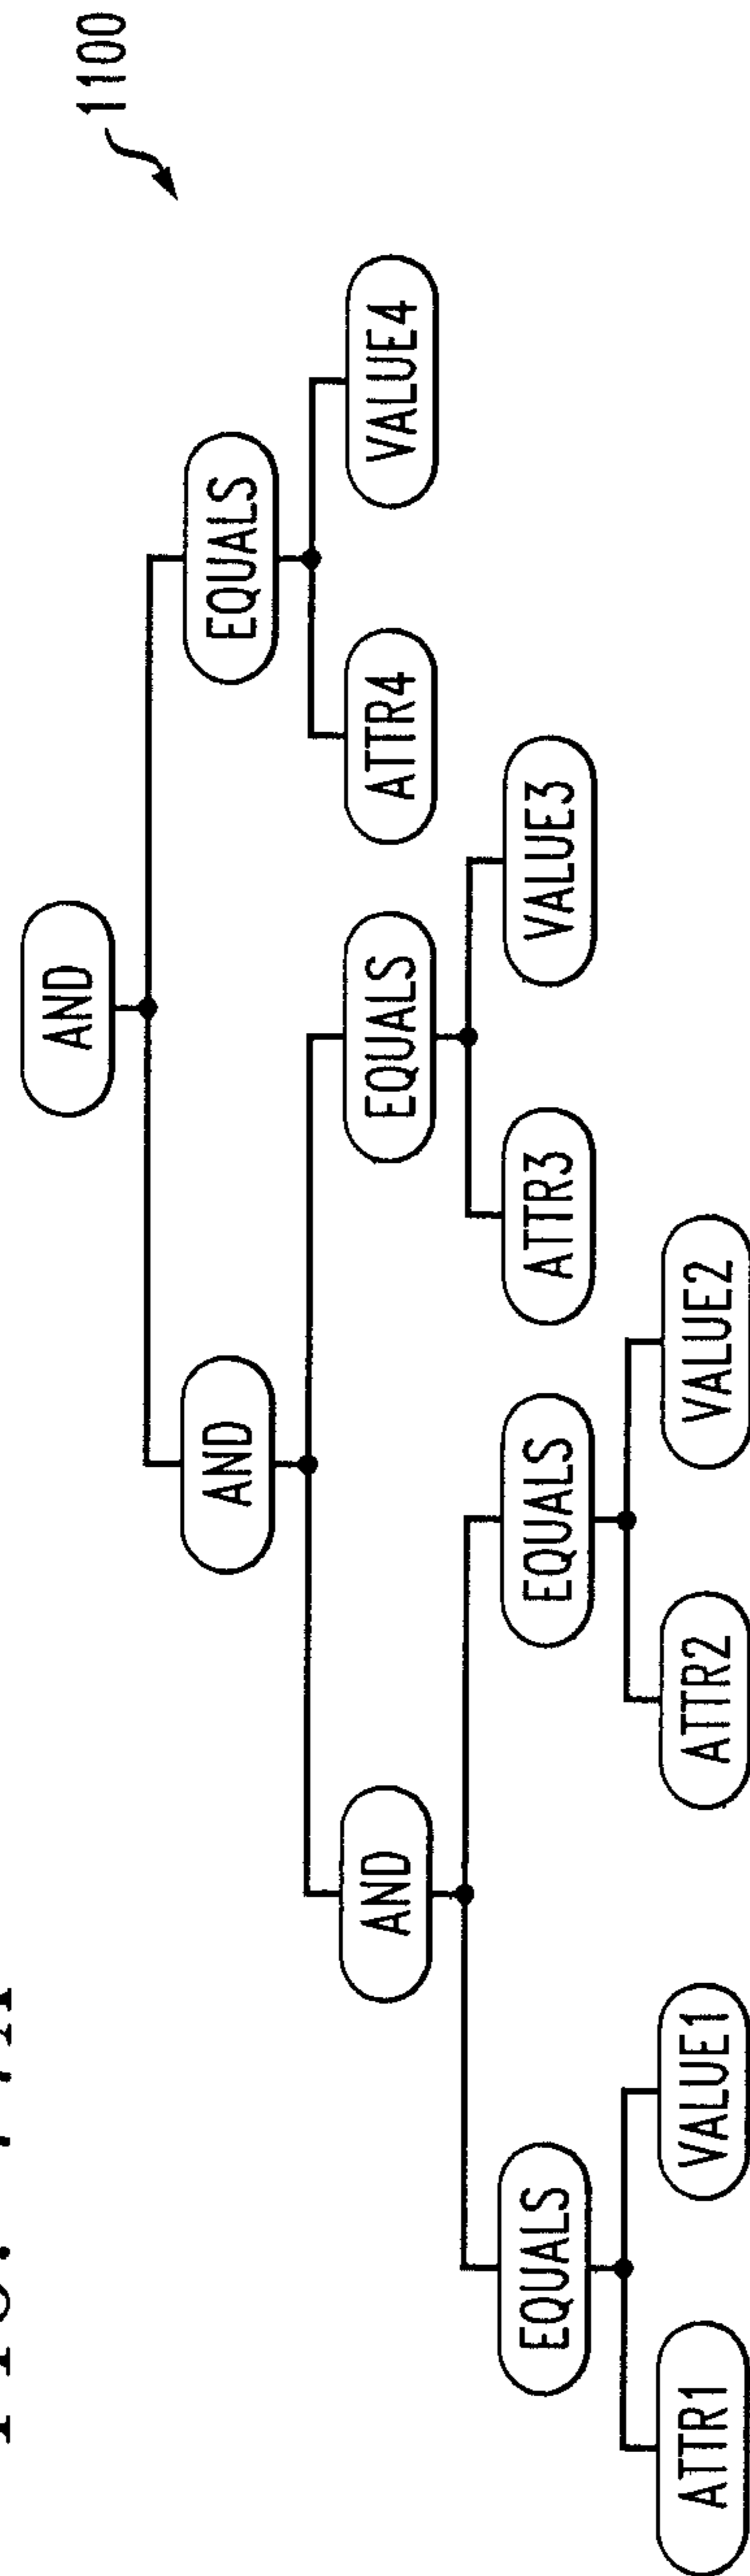 1100
AND
AND
EQUALS
AND
EQUALS
ATTR4
VALUE4
EQUALS
EQUALS
ATTR3
VALUE3
ATTR1
VALUE1
ATTR2
VALUE2